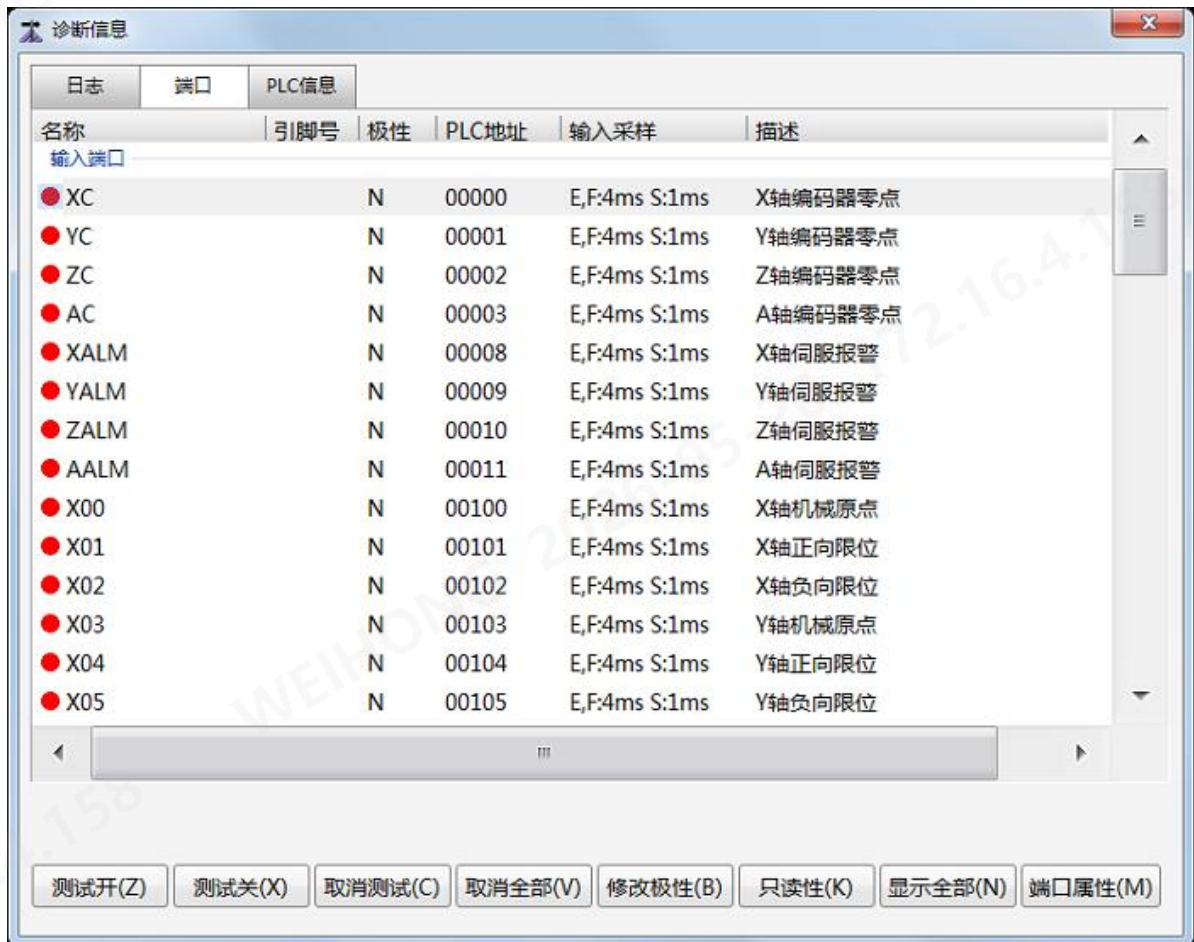 诊断信息
日志 端口 PLC信息
名称 引脚号 极性 PLC地址 输入采样 描述
输入端口
XC N 00000 E,F:4ms S:1ms X轴编码器零点
YC N 00001 E,F:4ms S:1ms Y轴编码器零点
ZC N 00002 E,F:4ms S:1ms Z轴编码器零点
AC N 00003 E,F:4ms S:1ms A轴编码器零点
XALM N 00008 E,F:4ms S:1ms X轴伺服报警
YALM N 00009 E,F:4ms S:1ms Y轴伺服报警
ZALM N 00010 E,F:4ms S:1ms Z轴伺服报警
AALM N 00011 E,F:4ms S:1ms A轴伺服报警
X00 N 00100 E,F:4ms S:1ms X轴机械原点
X01 N 00101 E,F:4ms S:1ms X轴正向限位
X02 N 00102 E,F:4ms S:1ms X轴负向限位
X03 N 00103 E,F:4ms S:1ms Y轴机械原点
X04 N 00104 E,F:4ms S:1ms Y轴正向限位
X05 N 00105 E,F:4ms S:1ms Y轴负向限位
测试开(Z) 测试关(X) 取消测试(C) 取消全部(V) 修改极性(B) 只读性(K) 显示全部(N) 端口属性(M)